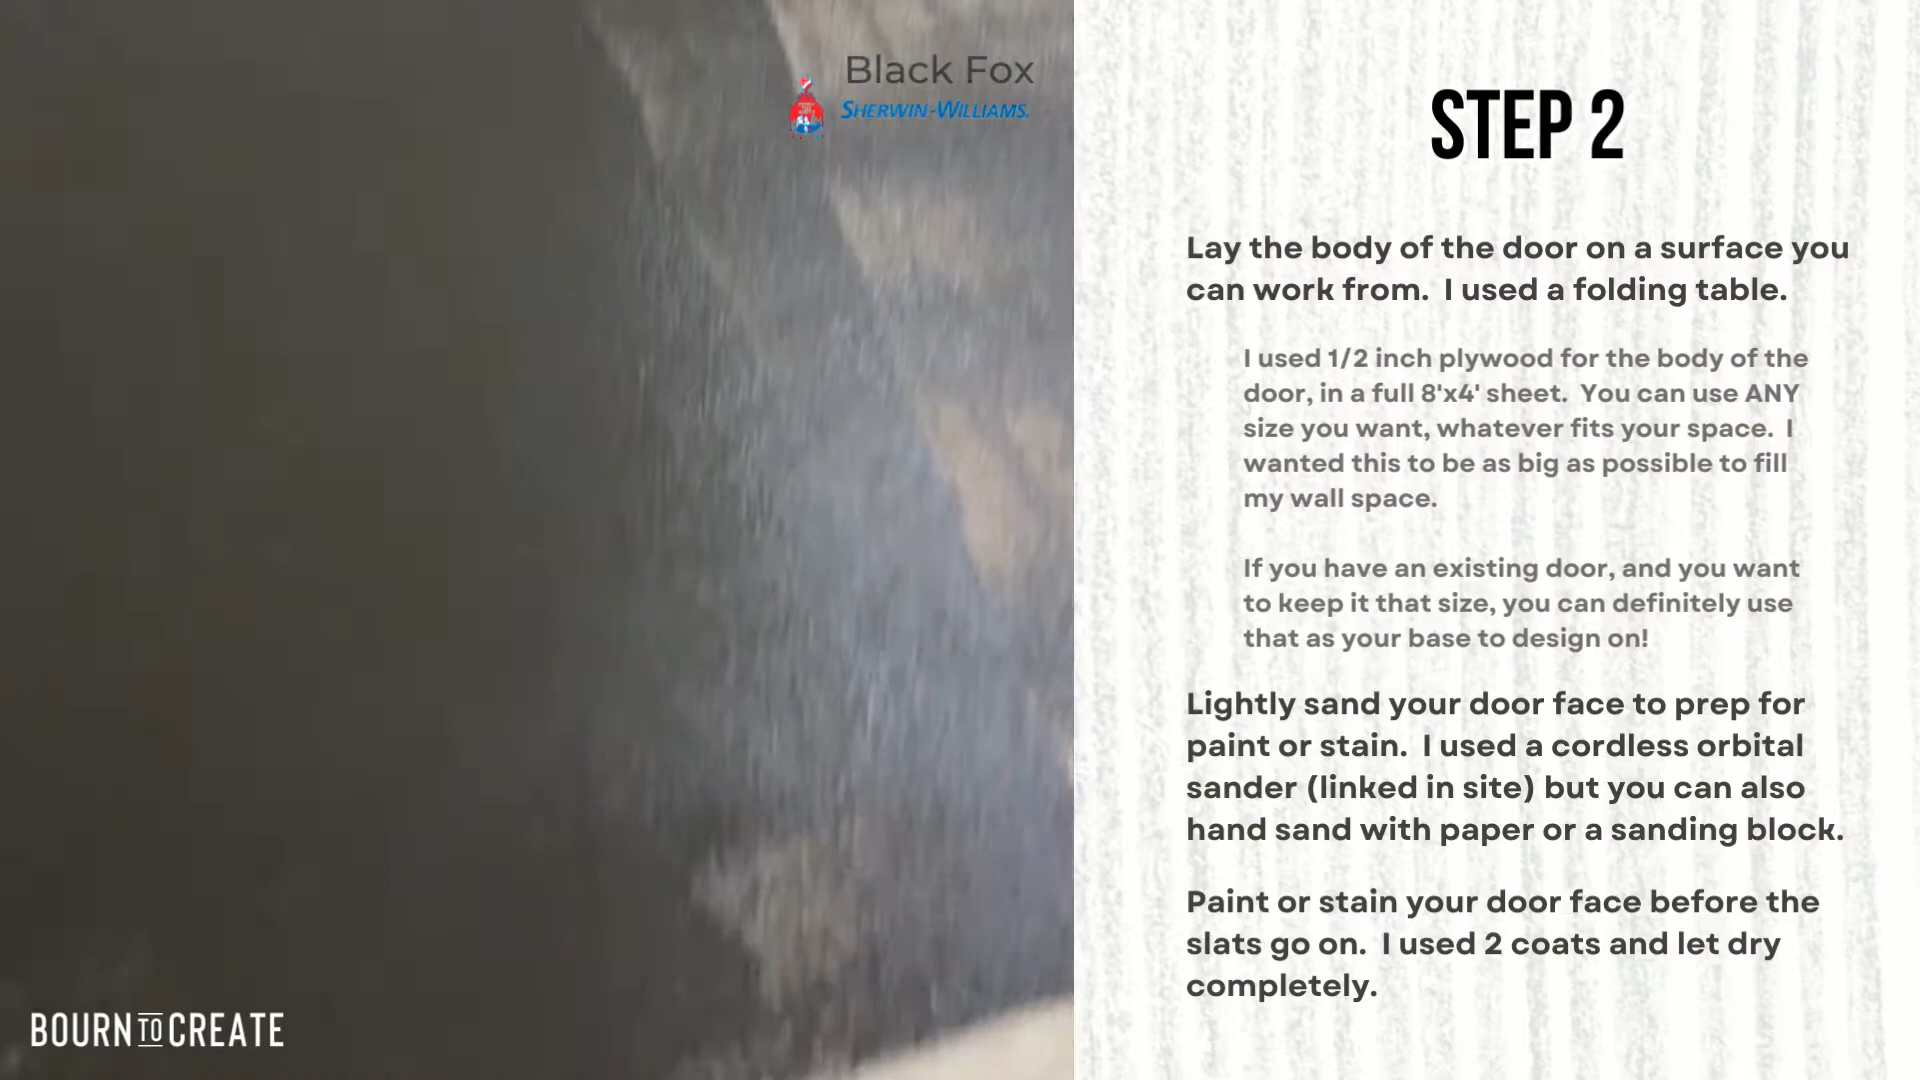 Black Fox
SHERWIN-WILLIAMS.
STEP 2
Lay the body of the door on a surface you
can work from.  I used a folding table.
I used 1/2 inch plywood for the body of the
door, in a full 8'x4' sheet.  You can use ANY
size you want, whatever fits your space.  I
wanted this to be as big as possible to fill
my wall space.
If you have an existing door, and you want
to keep it that size, you can definitely use
that as your base to design on!
Lightly sand your door face to prep for
paint or stain.  I used a cordless orbital
sander (linked in site) but you can also
hand sand with paper or a sanding block.
Paint or stain your door face before the
slats go on.  I used 2 coats and let dry
completely.
BOURN TO CREATE